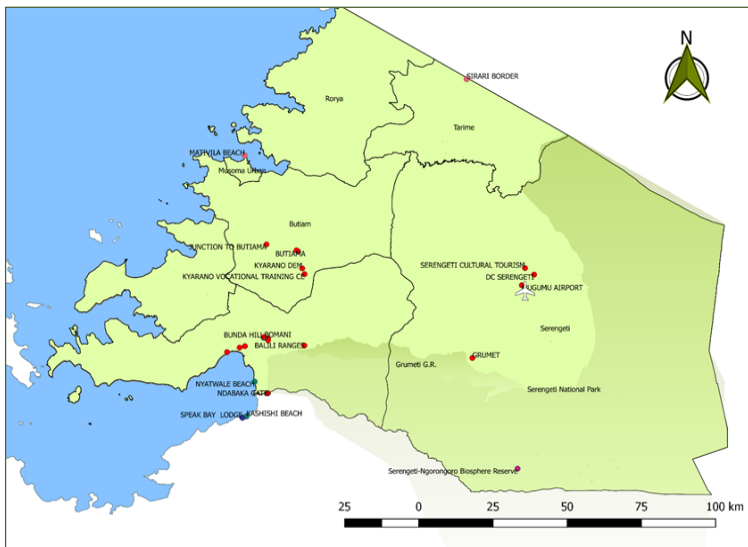 N
SIRARI BORDER
Rorya
Tarime
MATIVILA BEACH
Musoma Urban
Butiam
JUNCTION TO BUTIAMA
BUTIAMA
KYARANO DEM
KYARANO VOCATIONAL TRAINING CE
SERENGETI CULTURAL TOURISM
DC SERENGETI
UGUMU AIRPORT
Serengeti
BUNDA HILL
ROMANI
BALILI RANGES
GRUMET
Grumeti G.R.
NYATWALE BEACH
NDABAKA GATE
Serengeti National Park
SPEAK BAY LODGE
KASHISHI BEACH
Serengeti-Ngorongoro Biosphere Reserve
25 0 25 50 75 100 km